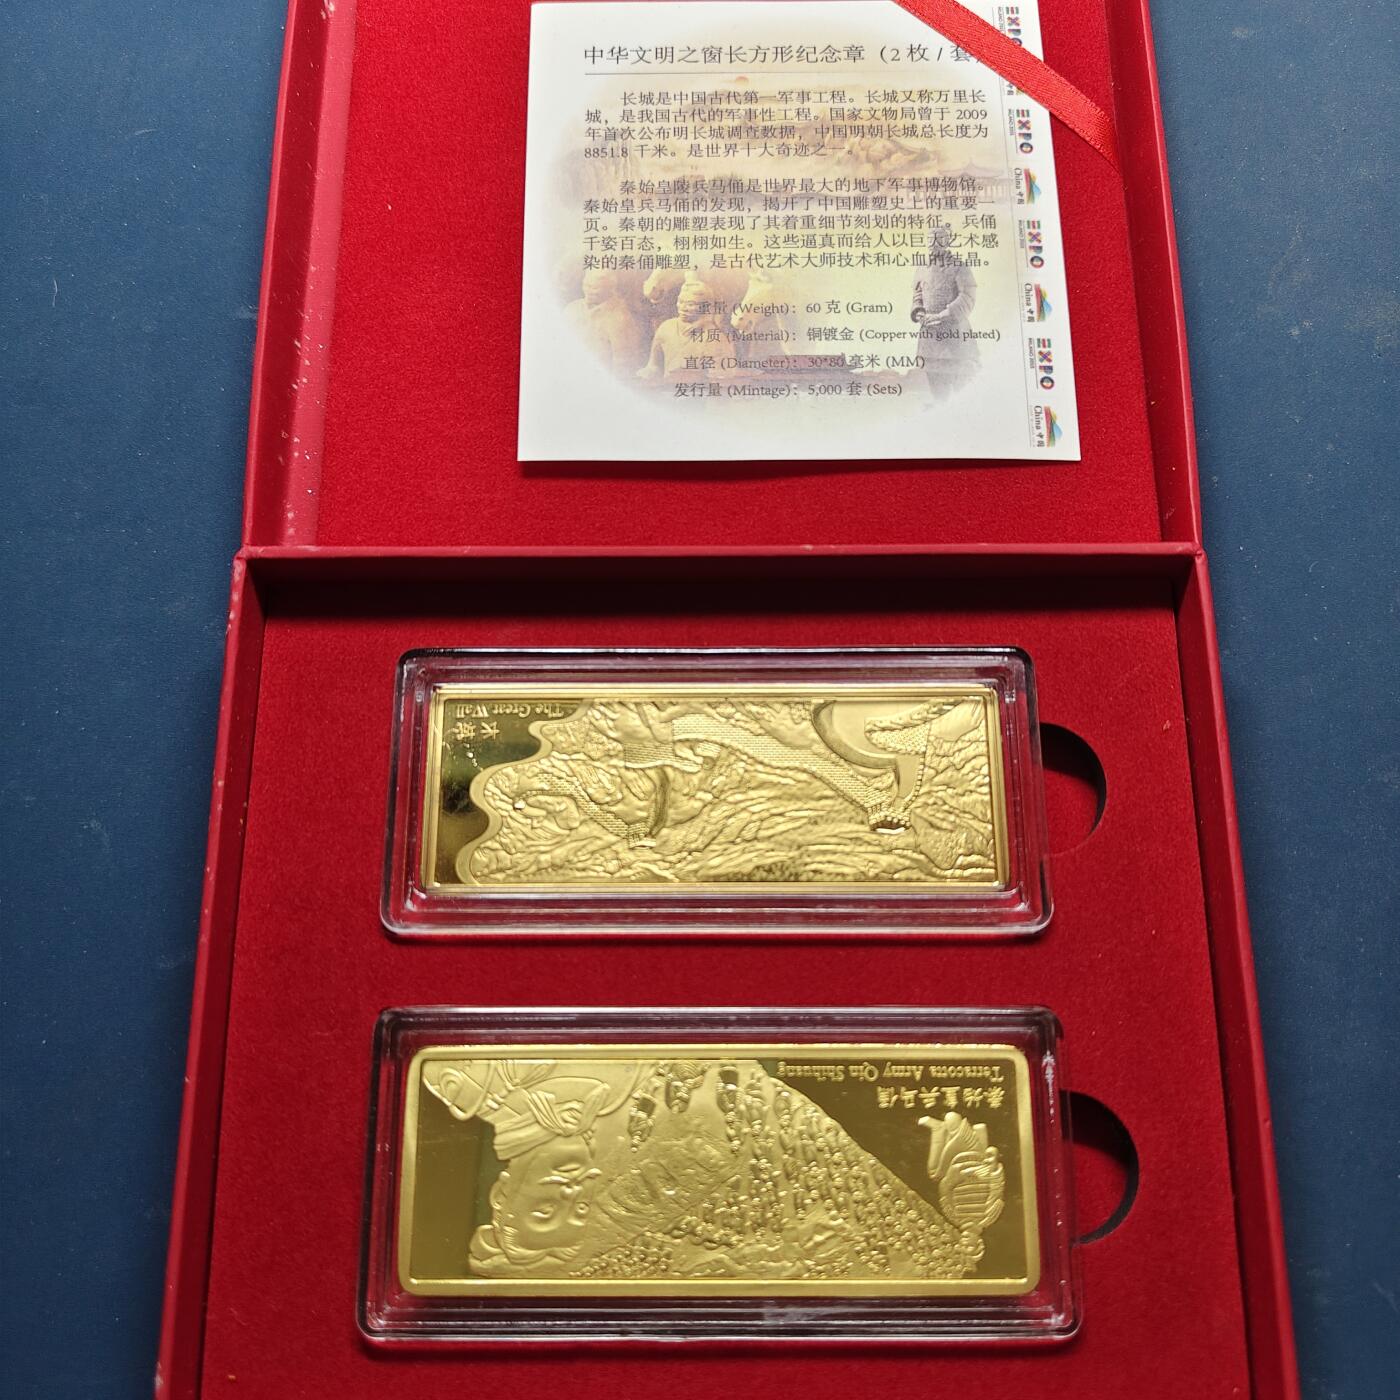 中华文明之窗长方形纪念章（2 枚 / 套）
长城是中国古代第一军事工程。长城又称万里长
城，是我国古代的军事性工程。国家文物局曾于 2009
年首次公布明长城调查数据，中国明朝长城总长度为
8851.8 千米。是世界十大奇迹之一。
秦始皇陵兵马俑是世界最大的地下军事博物馆。
秦始皇兵马俑的发现，揭开了中国雕塑史上的重要一
页。秦朝的雕塑表现了其着重细节刻划的特征。兵俑
千姿百态，栩栩如生。这些逼真而给人以巨大艺术感
染的秦俑雕塑，是古代艺术大师技术和心血的结晶。
重量 (Weight)：60 克 (Gram)
材质 (Material)：铜镀金 (Copper with gold plated)
直径 (Diameter)：30*80 毫米 (MM)
发行量 (Mintage)：5,000 套 (Sets)
EXPO
EXPO
China 中国
EXPO
China 中国
EXPO
China 中国
The Great Wall
长城
Terracotta Army Qin Shihuang
秦始皇兵马俑